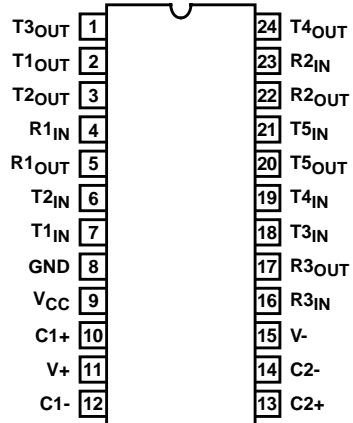 T3OUT 1 24 T4OUT
T1OUT 2 23 R2IN
T2OUT 3 22 R2OUT
R1IN 4 21 T5IN
R1OUT 5 20 T5OUT
T2IN 6 19 T4IN
T1IN 7 18 T3IN
GND 8 17 R3OUT
VCC 9 16 R3IN
C1+ 10 15 V-
V+ 11 14 C2-
C1- 12 13 C2+